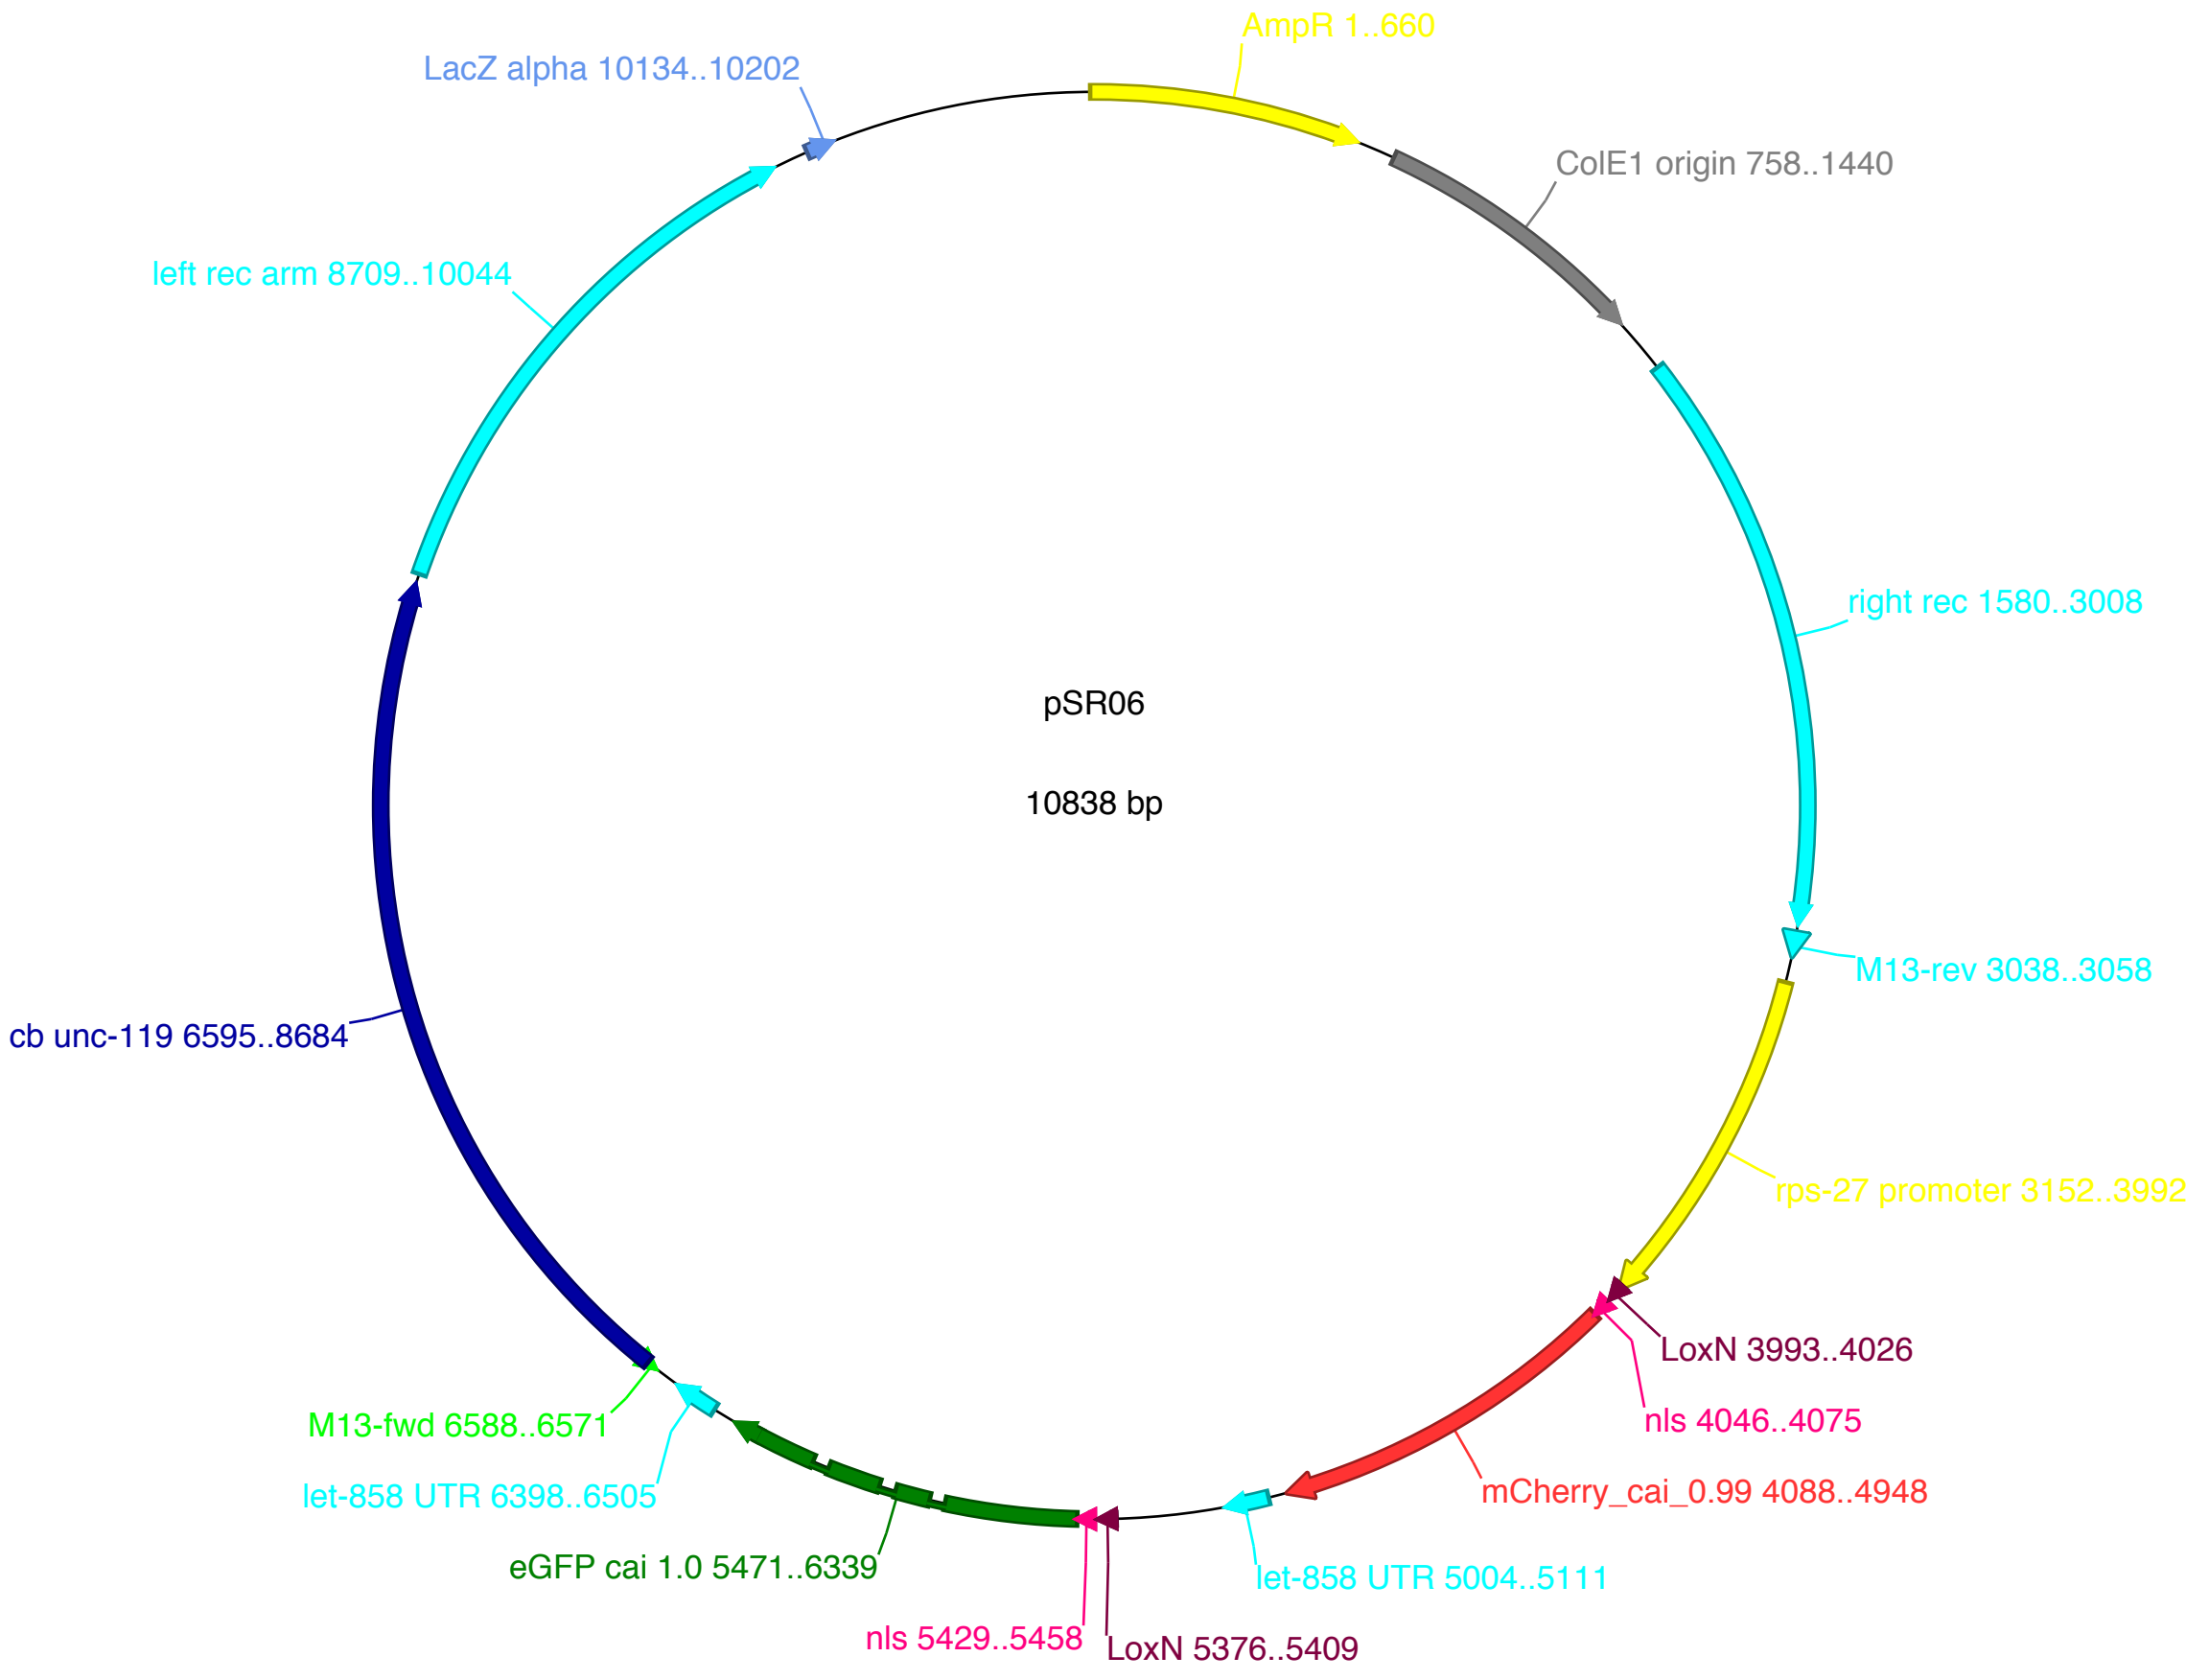 AmpR 1..660
LacZ alpha 10134..10202
ColE1 origin 758..1440
left rec arm 8709..10044
right rec 1580..3008
pSR06
10838 bp
M13-rev 3038..3058
cb unc-119 6595..8684
rps-27 promoter 3152..3992
LoxN 3993..4026
nls 4046..4075
M13-fwd 6588..6571
mCherry_cai_0.99 4088..4948
let-858 UTR 6398..6505
eGFP cai 1.0 5471..6339
let-858 UTR 5004..5111
nls 5429..5458
LoxN 5376..5409